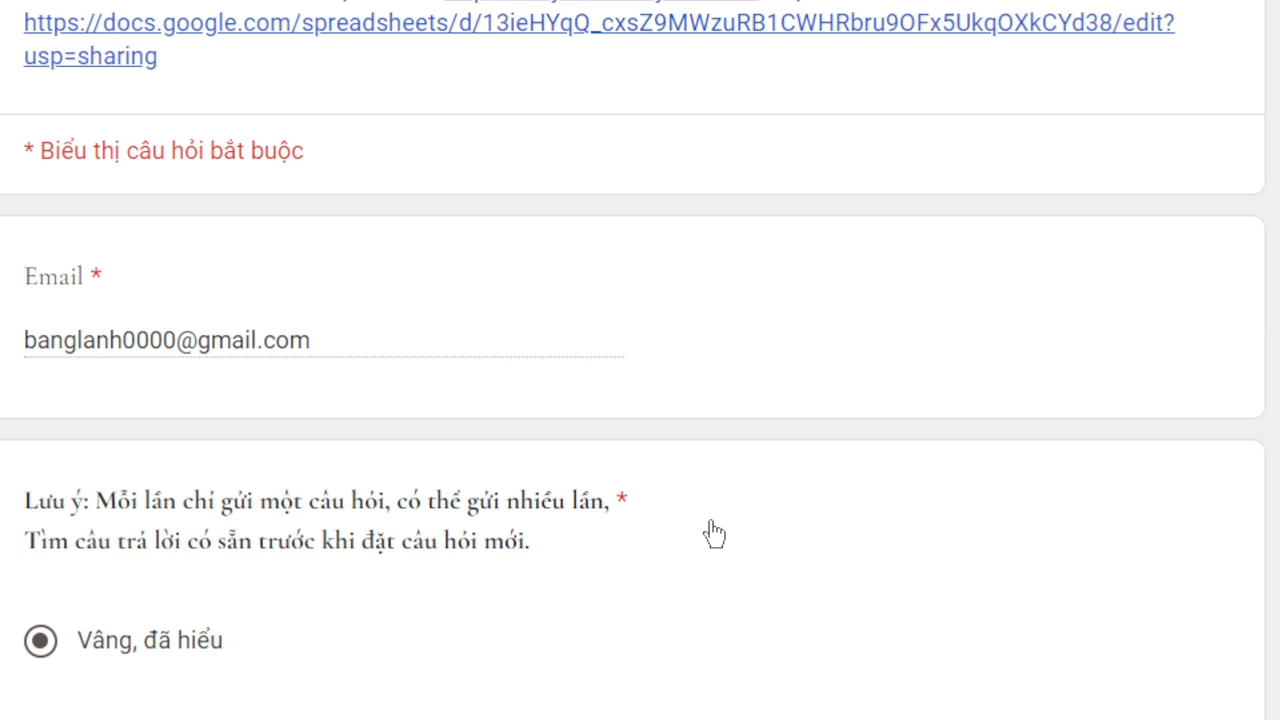 https://docs.google.com/spreadsheets/d/13ieHYqQ_cxsZ9MWzuRB1CWHRbru9OFx5UkqOXkCYd38/edit?
usp=sharing
* Biểu thị câu hỏi bắt buộc
Email *
banglanh0000@gmail.com
Lưu ý: Mỗi lần chỉ gửi một câu hỏi, có thể gửi nhiều lần, *
Tìm câu trả lời có sẵn trước khi đặt câu hỏi mới.
Vâng, đã hiểu